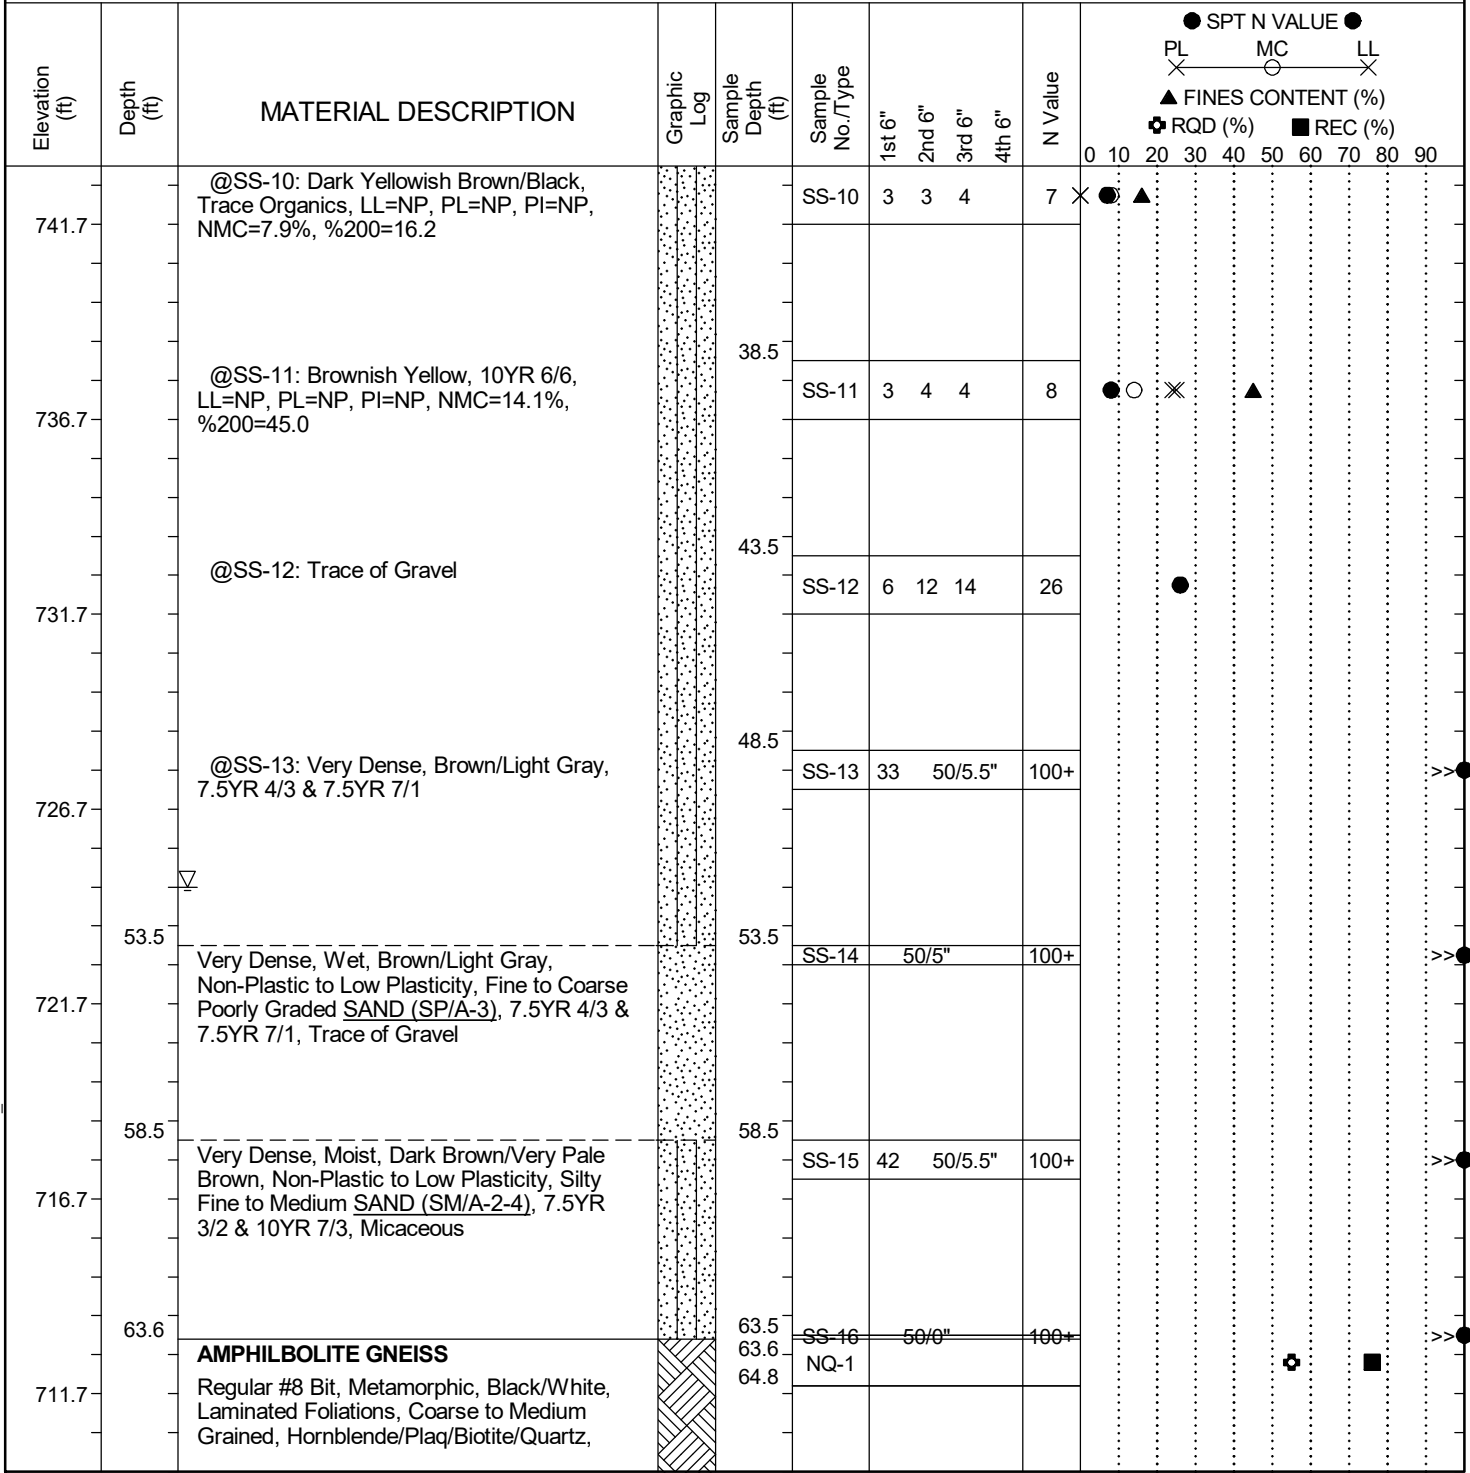 Elevation (ft)
Depth (ft)
MATERIAL DESCRIPTION
Graphic Log
Sample Depth (ft)
Sample No./Type
1st 6"
2nd 6"
3rd 6"
4th 6"
N Value
SPT N VALUE
PL MC LL
FINES CONTENT (%)
RQD (%) REC (%)
0 10 20 30 40 50 60 70 80 90
@SS-10: Dark Yellowish Brown/Black,
Trace Organics, LL=NP, PL=NP, PI=NP,
NMC=7.9%, %200=16.2
SS-10 3 3 4 7
741.7
38.5
@SS-11: Brownish Yellow, 10YR 6/6,
LL=NP, PL=NP, PI=NP, NMC=14.1%,
%200=45.0
SS-11 3 4 4 8
736.7
43.5
@SS-12: Trace of Gravel
SS-12 6 12 14 26
731.7
48.5
@SS-13: Very Dense, Brown/Light Gray,
7.5YR 4/3 & 7.5YR 7/1
SS-13 33 50/5.5" 100+ >>
726.7
53.5
53.5
Very Dense, Wet, Brown/Light Gray,
Non-Plastic to Low Plasticity, Fine to Coarse
Poorly Graded SAND (SP/A-3), 7.5YR 4/3 &
7.5YR 7/1, Trace of Gravel
SS-14 50/5" 100+ >>
721.7
58.5
58.5
Very Dense, Moist, Dark Brown/Very Pale
Brown, Non-Plastic to Low Plasticity, Silty
Fine to Medium SAND (SM/A-2-4), 7.5YR
3/2 & 10YR 7/3, Micaceous
SS-15 42 50/5.5" 100+ >>
716.7
63.6
63.5
SS-16 50/0" 100+ >>
63.6
NQ-1
64.8
AMPHILBOLITE GNEISS
Regular #8 Bit, Metamorphic, Black/White,
Laminated Foliations, Coarse to Medium
Grained, Hornblende/Plaq/Biotite/Quartz,
711.7